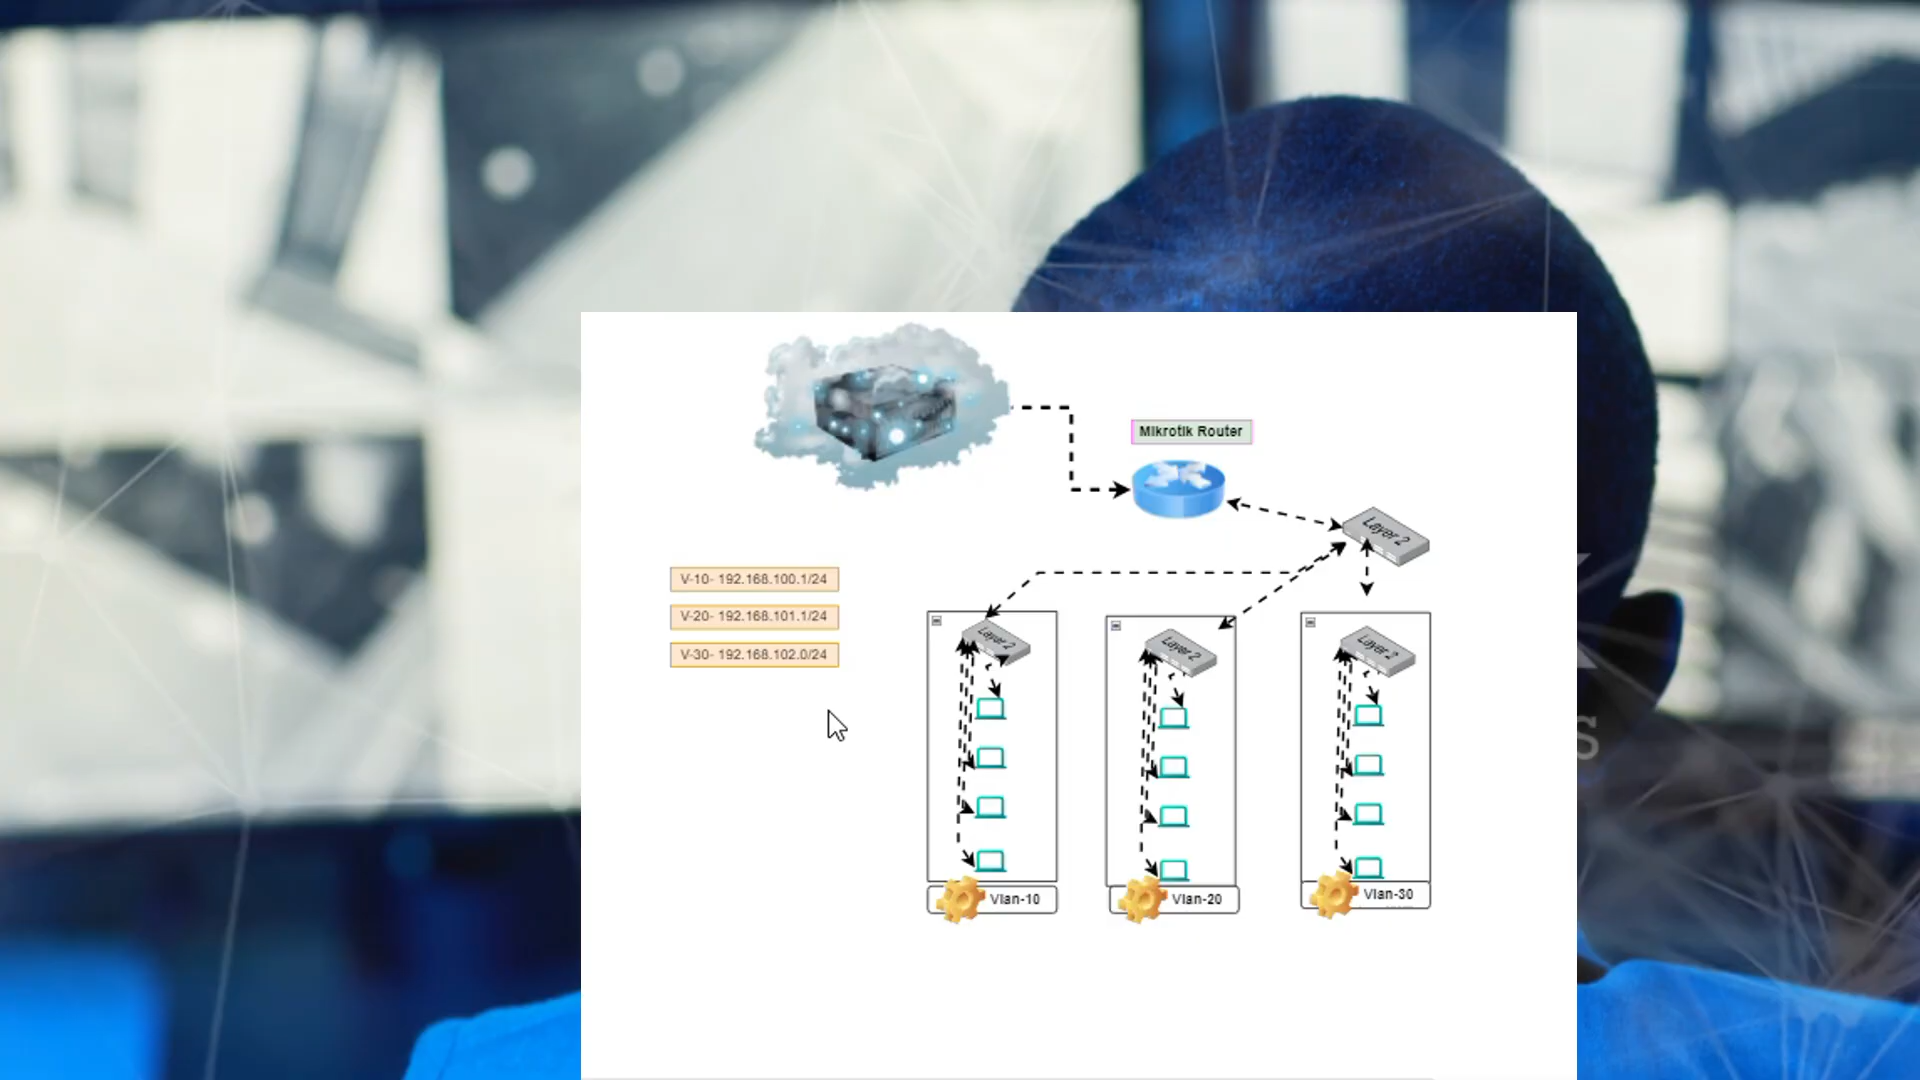 Mikrotik Router
Layer 2
V-10- 192.168.100.1/24
V-20- 192.168.101.1/24
V-30- 192.168.102.0/24
Layer 2
Layer 2
Layer 2
Vlan-10
Vlan-20
Vlan-30
S